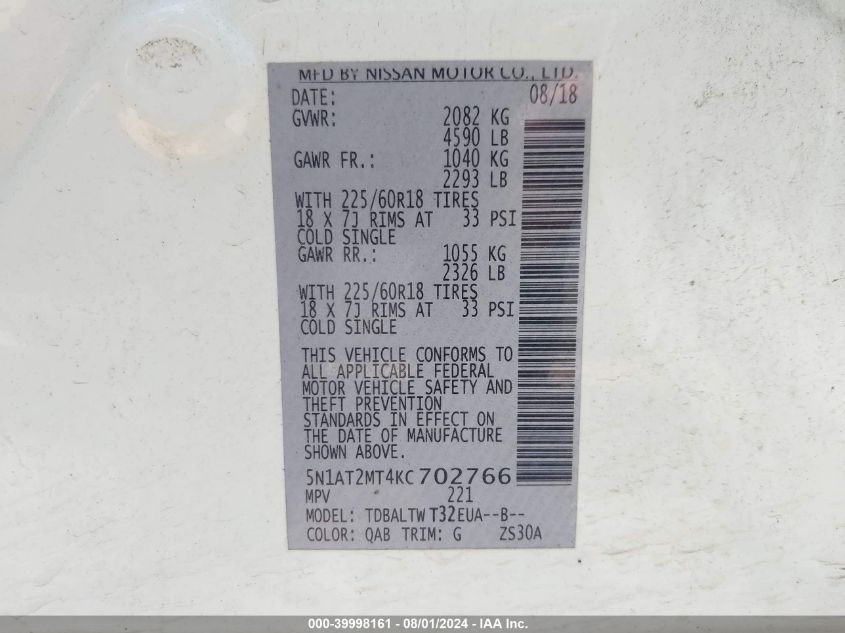 MFD BY NISSAN MOTOR CO., LTD.
DATE: 08/18
GVWR: 2082 KG
4590 LB
GAWR FR.: 1040 KG
2293 LB
WITH 225/60R18 TIRES
18 X 7J RIMS AT 33 PSI
COLD SINGLE
GAWR RR.: 1055 KG
2326 LB
WITH 225/60R18 TIRES
18 X 7J RIMS AT 33 PSI
COLD SINGLE
THIS VEHICLE CONFORMS TO
ALL APPLICABLE FEDERAL
MOTOR VEHICLE SAFETY AND
THEFT PREVENTION
STANDARDS IN EFFECT ON
THE DATE OF MANUFACTURE
SHOWN ABOVE.
5N1AT2MT4KC702766
MPV 221
MODEL: TDBALTWT32EUA--B--
COLOR: QAB TRIM: G ZS30A
000-39998161 - 08/01/2024 - IAA Inc.